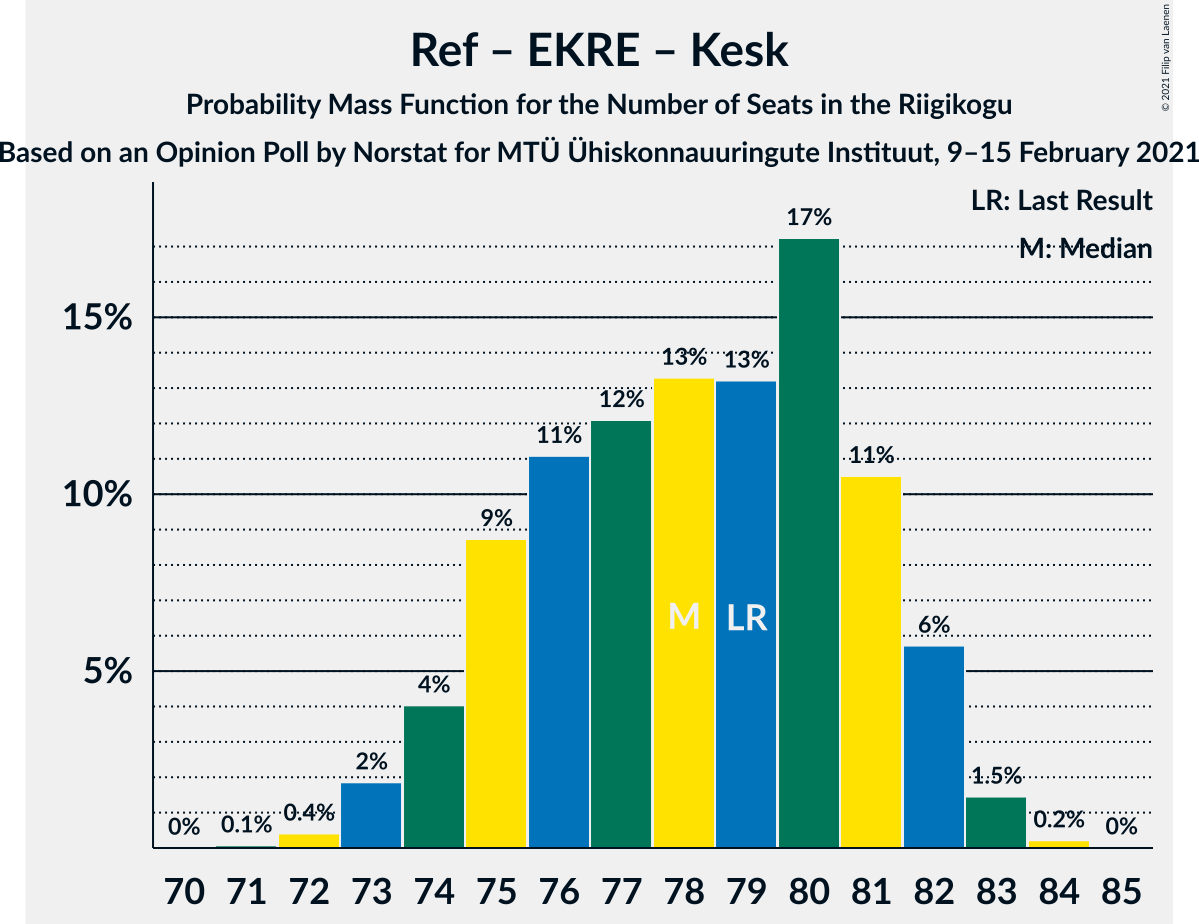 Ref – EKRE – Kesk
Probability Mass Function for the Number of Seats in the Riigikogu
Based on an Opinion Poll by Norstat for MTÜ Ühiskonnauuringute Instituut, 9–15 February 2021
© 2021 Filip van Laenen
LR: Last Result
M: Median
17%
15%
13% 13%
12%
11% 11%
10%
9%
M LR
6%
5%
4%
2% 1.5%
0% 0.1% 0.4% 0.2% 0%
70 71 72 73 74 75 76 77 78 79 80 81 82 83 84 85